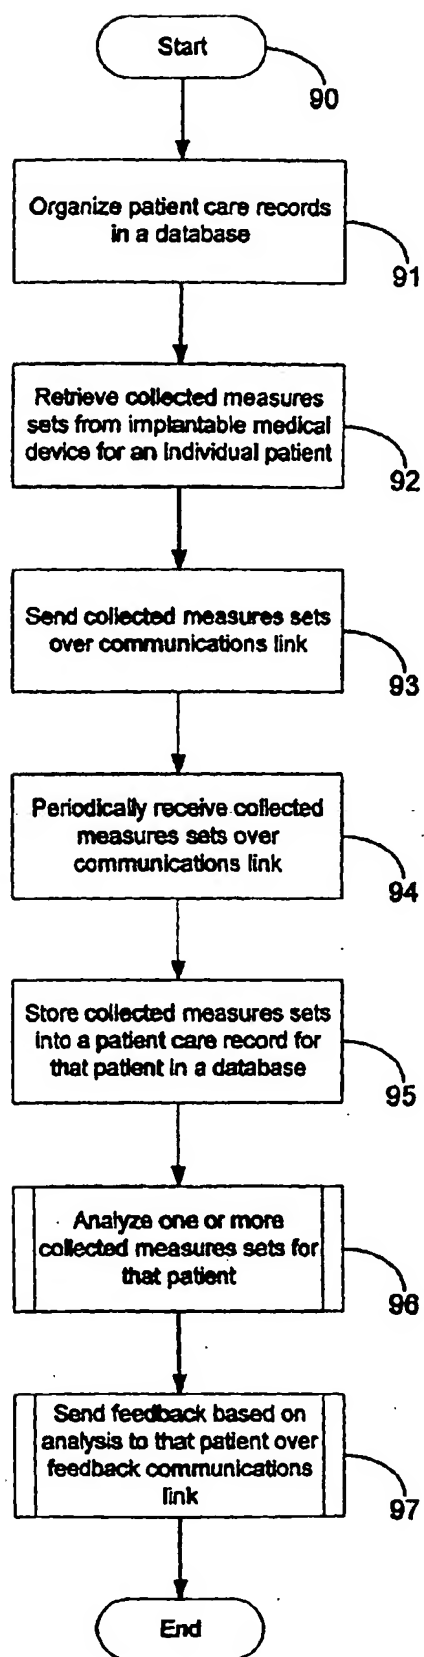 Start
90
Organize patient care records
in a database
91
Retrieve collected measures
sets from implantable medical
device for an individual patient
92
Send collected measures sets
over communications link
93
Periodically receive collected
measures sets over
communications link
94
Store collected measures sets
into a patient care record for
that patient in a database
95
Analyze one or more
collected measures sets for
that patient
96
Send feedback based on
analysis to that patient over
feedback communications
link
97
End